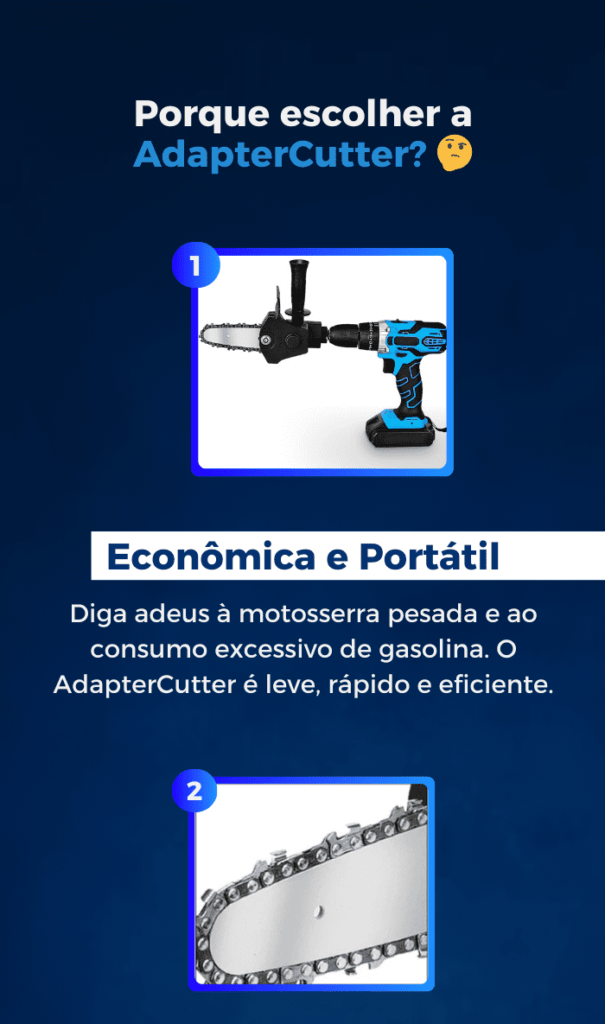 Porque escolher a
AdapterCutter? 🤔
1
Econômica e Portátil
Diga adeus à motosserra pesada e ao
consumo excessivo de gasolina. O
AdapterCutter é leve, rápido e eficiente.
2